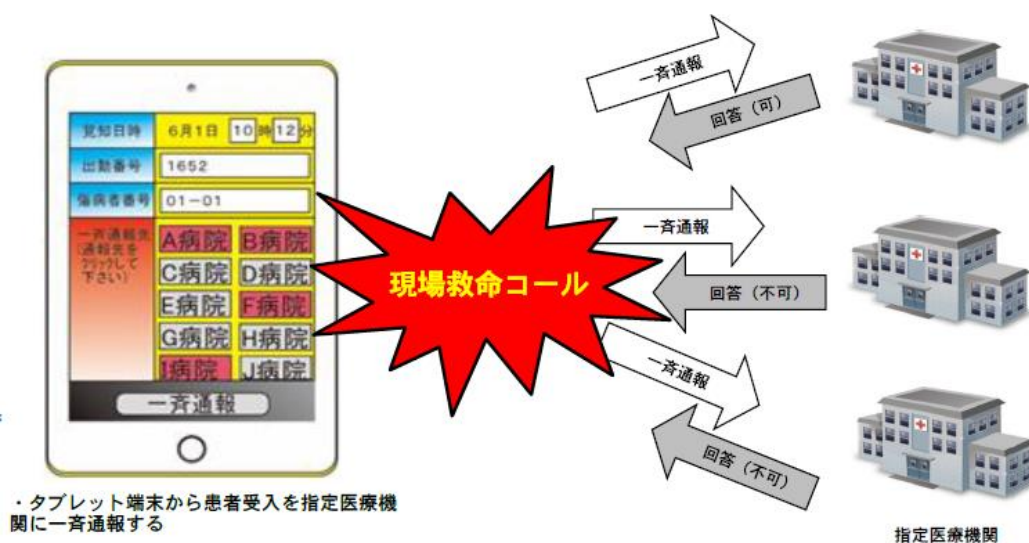 覚知日時 6月1日 10時12分
出動番号 1652
傷病者番号 01-01
一斉通報先
(通報先を
クリックして
下さい)
A病院 B病院
C病院 D病院
E病院 F病院
G病院 H病院
I病院 J病院
一斉通報
・タブレット端末から患者受入を指定医療機
関に一斉通報する
現場救命コール
一斉通報
回答（可）
一斉通報
回答（不可）
一斉通報
回答（不可）
指定医療機関